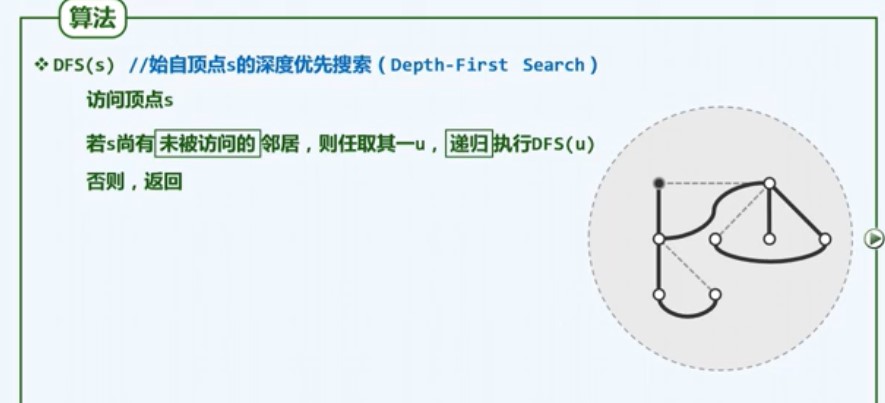 算法
❖DFS(s) //始自顶点s的深度优先搜索（Depth-First Search）
访问顶点s
若s尚有未被访问的邻居，则任取其一u，递归执行DFS(u)
否则，返回